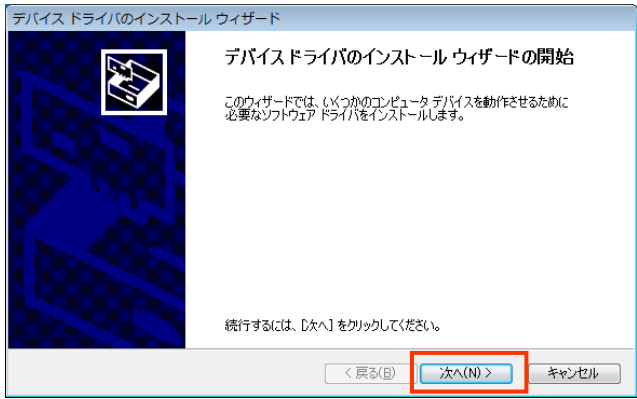 デバイス ドライバのインストール ウィザード
デバイス ドライバのインストール ウィザードの開始
このウィザードでは、いくつかのコンピュータ デバイスを動作させるために
必要なソフトウェア ドライバをインストールします。
続行するには、[次へ] をクリックしてください。
< 戻る(B)
次へ(N) >
キャンセル